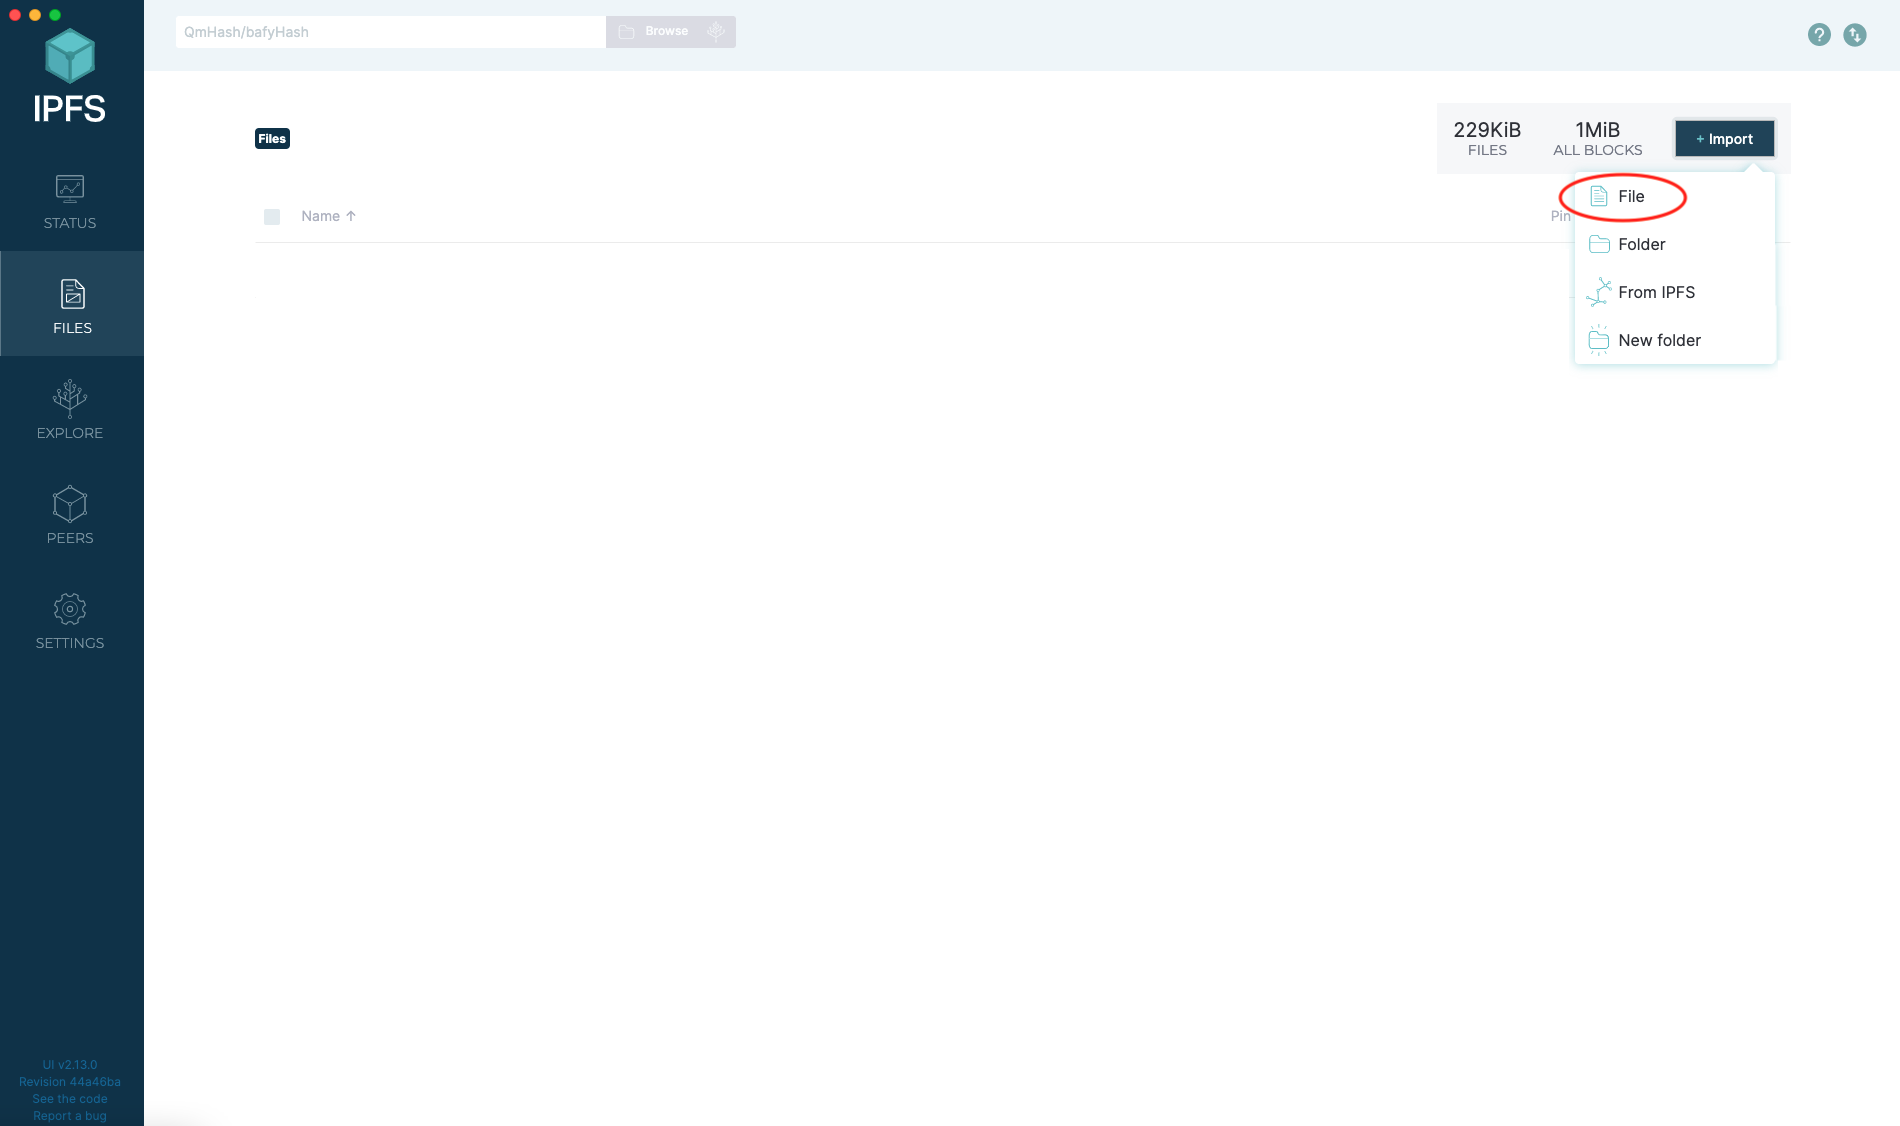 QmHash/bafyHash
Browse
?
IPFS
STATUS
FILES
EXPLORE
PEERS
SETTINGS
UI v2.13.0
Revision 44a46ba
See the code
Report a bug
Files
229KiB
FILES
1MiB
ALL BLOCKS
+ Import
Name ↑
Pin
File
Folder
From IPFS
New folder